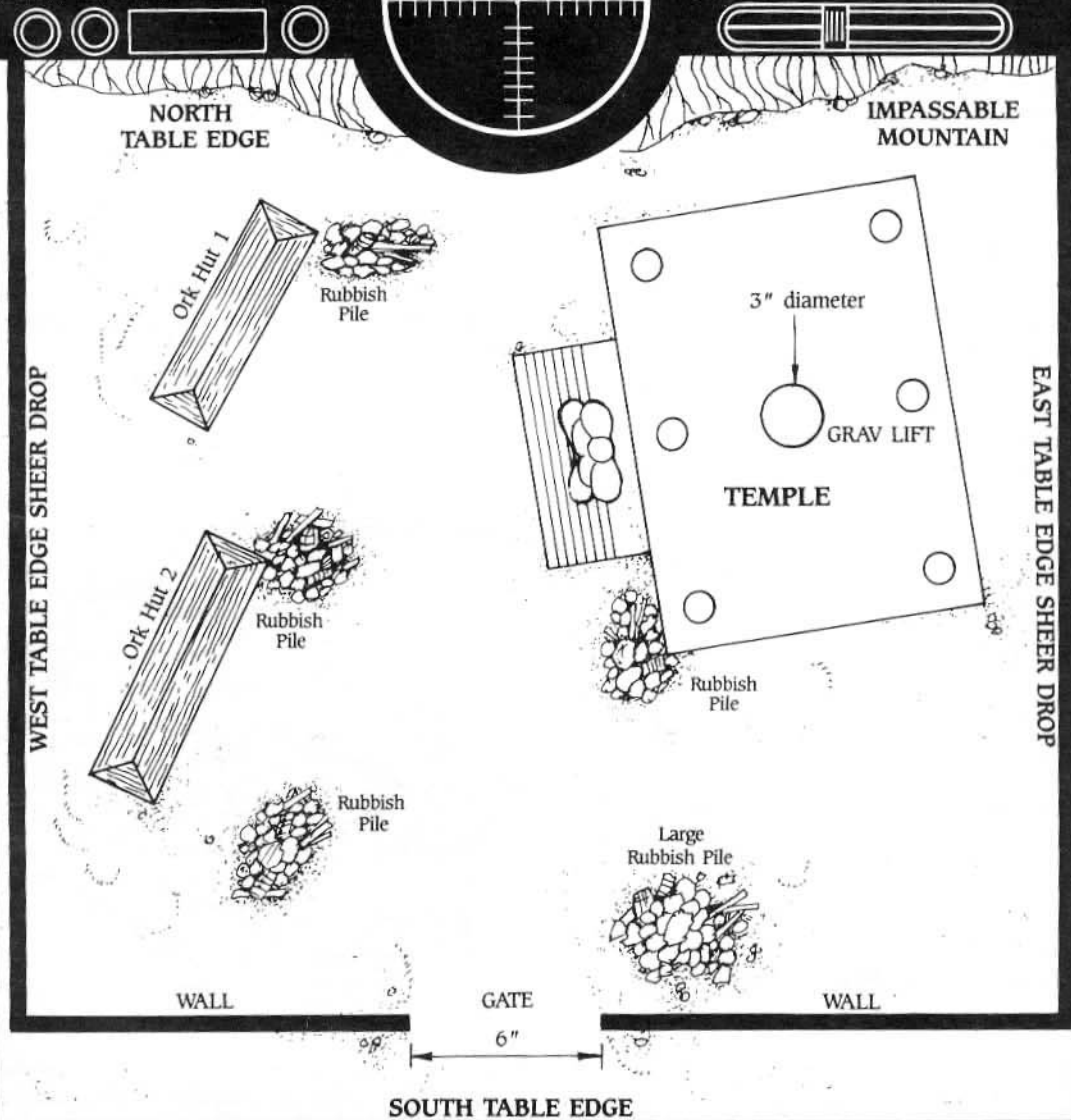 NORTH
TABLE EDGE
IMPASSABLE
MOUNTAIN
Ork Hut 1
Rubbish
Pile
3" diameter
GRAV LIFT
TEMPLE
WEST TABLE EDGE SHEER DROP
EAST TABLE EDGE SHEER DROP
Ork Hut 2
Rubbish
Pile
Rubbish
Pile
Rubbish
Pile
Large
Rubbish Pile
WALL
GATE
WALL
6"
SOUTH TABLE EDGE